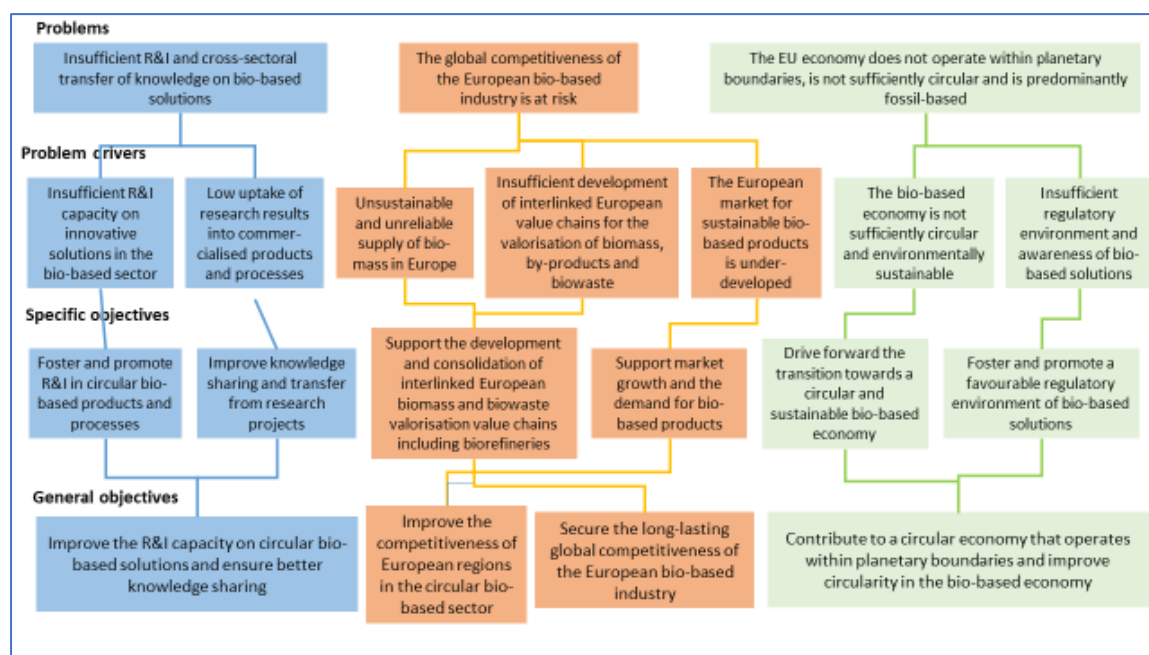 Problems
Insufficient R&I and cross-sectoral
transfer of knowledge on bio-based
solutions
The global competitiveness of
the European bio-based
industry is at risk
The EU economy does not operate within planetary
boundaries, is not sufficiently circular and is predominantly
fossil-based
Problem drivers
Insufficient R&I
capacity on
innovative
solutions in the
bio-based sector
Low uptake of
research results
into commer-
cialised products
and processes
Unsustainable
and unreliable
supply of bio-
mass in Europe
Insufficient development
of interlinked European
value chains for the
valorisation of biomass,
by-products and
biowaste
The European
market for
sustainable bio-
based products
is under-
developed
The bio-based
economy is not
sufficiently circular
and environmentally
sustainable
Insufficient
regulatory
environment and
awareness of bio-
based solutions
Specific objectives
Foster and promote
R&I in circular bio-
based products and
processes
Improve knowledge
sharing and transfer
from research
projects
Support the development
and consolidation of
interlinked European
biomass and biowaste
valorisation value chains
including biorefineries
Support market
growth and the
demand for bio-
based products
Drive forward the
transition towards a
circular and
sustainable bio-based
economy
Foster and promote a
favourable regulatory
environment of bio-based
solutions
General objectives
Improve the R&I capacity on circular bio-
based solutions and ensure better
knowledge sharing
Improve the
competitiveness of
European regions
in the circular bio-
based sector
Secure the long-lasting
global competitiveness of
the European bio-based
industry
Contribute to a circular economy that operates
within planetary boundaries and improve
circularity in the bio-based economy